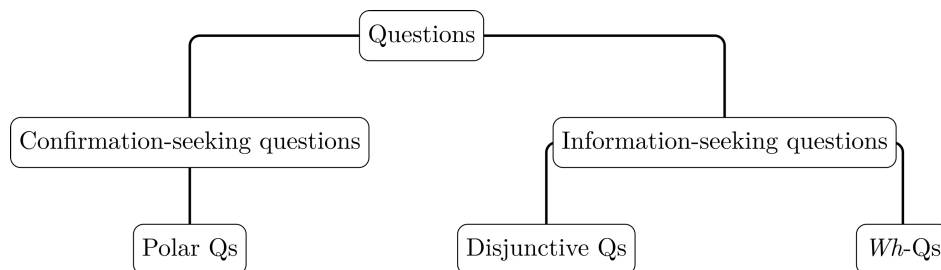 Questions
Confirmation-seeking questions
Information-seeking questions
Polar Qs
Disjunctive Qs
Wh-Qs